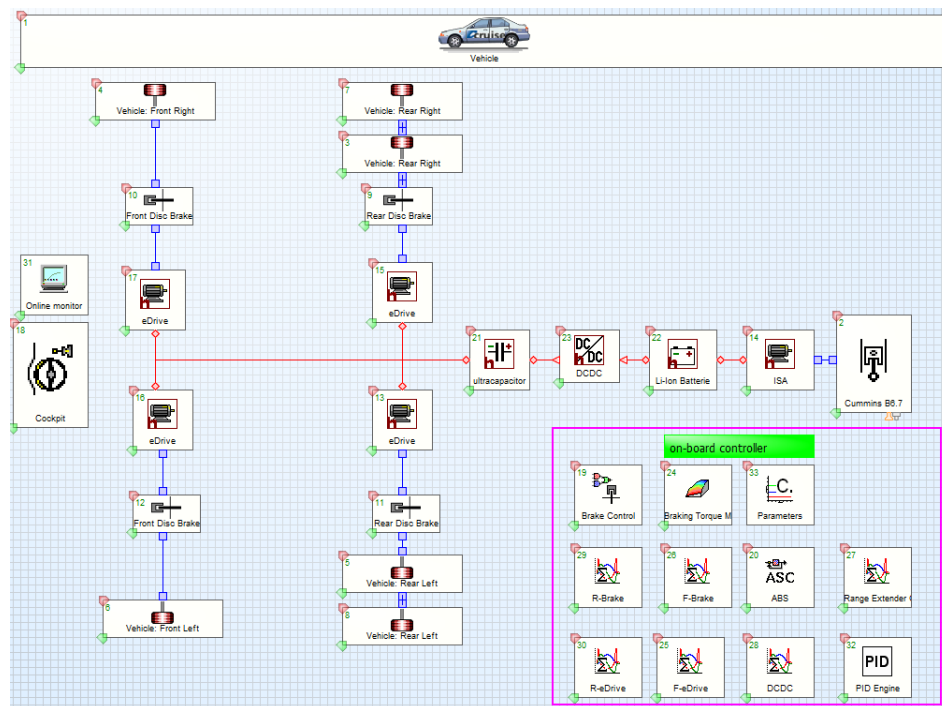 1
cruise
Vehicle
4
Vehicle: Front Right
7
Vehicle: Rear Right
3
Vehicle: Rear Right
10
Front Disc Brake
9
Rear Disc Brake
31
Online monitor
17
eDrive
15
eDrive
18
Cockpit
21
ultracapacitor
23
DC/DC
DCDC
22
Li-Ion Batterie
14
ISA
2
Cummins B6.7
16
eDrive
13
eDrive
on-board controller
12
Front Disc Brake
11
Rear Disc Brake
19
Brake Control
24
Braking Torque M
33
C.
Parameters
5
Vehicle: Rear Left
8
Vehicle: Rear Left
6
Vehicle: Front Left
29
R-Brake
26
F-Brake
20
ASC
ABS
27
Range Extender
30
R-eDrive
25
F-eDrive
28
DCDC
32
PID
PID Engine